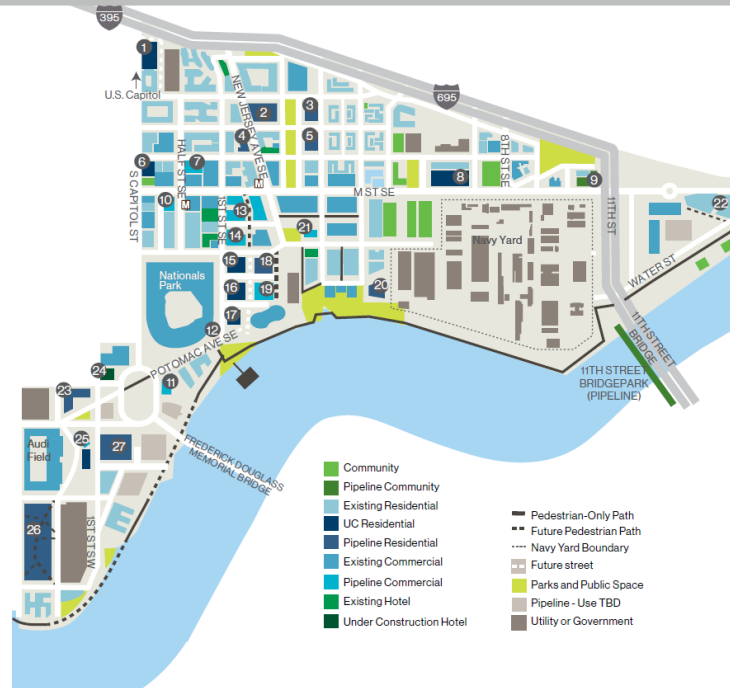 395
1
U.S. Capitol
NEW JERSEY AVE SE
2
3
695
4
5
HALF ST SE
7
6
8TH ST SE
8
9
S CAPITOL ST
M
M ST SE
10
M
1ST ST SE
13
11TH ST
22
14
21
Navy Yard
15
18
Nationals
Park
16
19
20
WATER ST
17
12
POTOMAC AVE SE
11TH STREET
BRIDGE
24
11
11TH STREET
BRIDGEPARK
(PIPELINE)
23
25
27
Audi
Field
FREDERICK DOUGLASS
MEMORIAL BRIDGE
26
1ST ST SW
Community
Pipeline Community
Existing Residential
UC Residential
Pipeline Residential
Existing Commercial
Pipeline Commercial
Existing Hotel
Under Construction Hotel
Pedestrian-Only Path
Future Pedestrian Path
Navy Yard Boundary
Future street
Parks and Public Space
Pipeline - Use TBD
Utility or Government